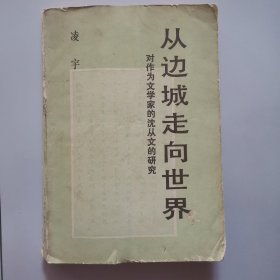 从边城走向世界
对作为文学家的沈从文的研究
凌宇